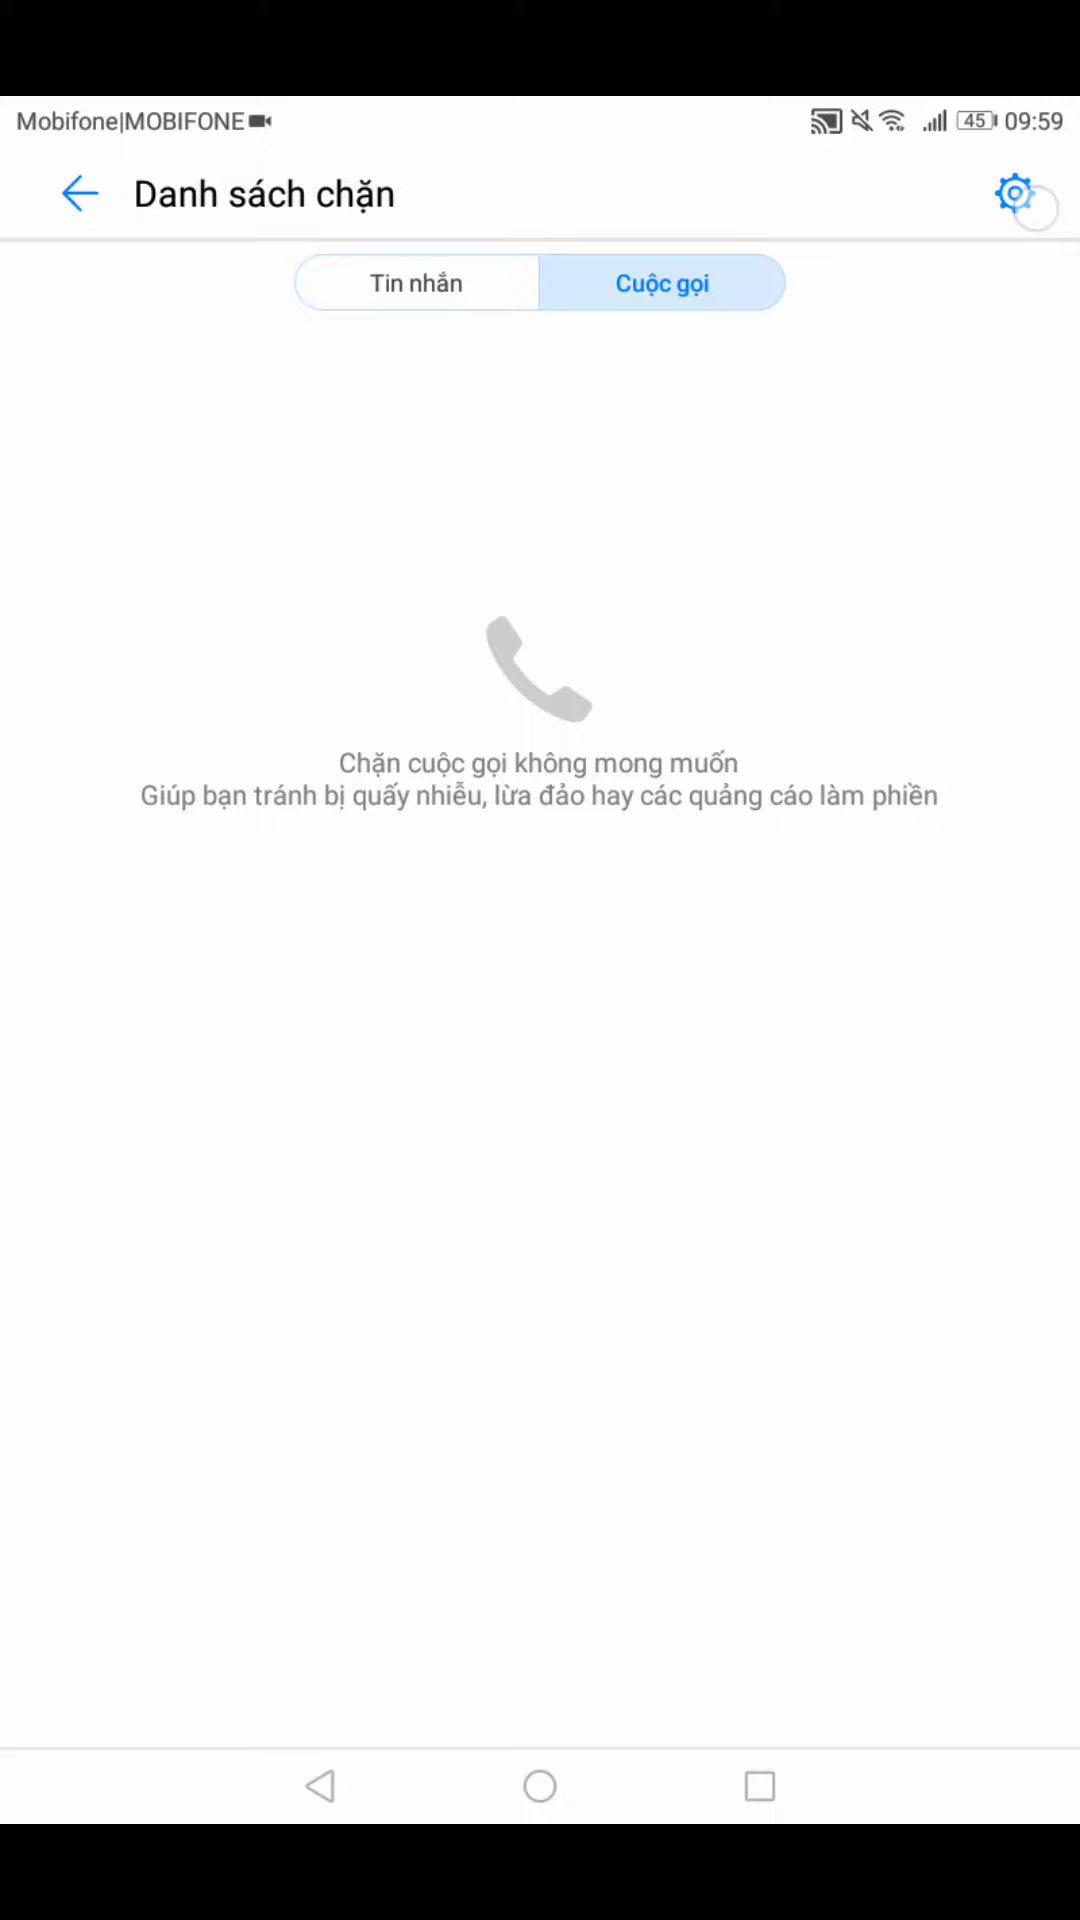 Mobifone|MOBIFONE 45 09:59
Danh sách chặn
Tin nhắn Cuộc gọi
Chặn cuộc gọi không mong muốn
Giúp bạn tránh bị quấy nhiễu, lừa đảo hay các quảng cáo làm phiền